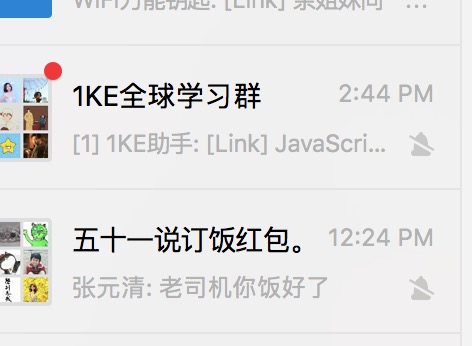 WiFi万能钥匙: [Link] 亲姐妹同 ...
1KE全球学习群 2:44 PM
[1] 1KE助手: [Link] JavaScri...
五十一说订饭红包。 12:24 PM
张元清: 老司机你饭好了